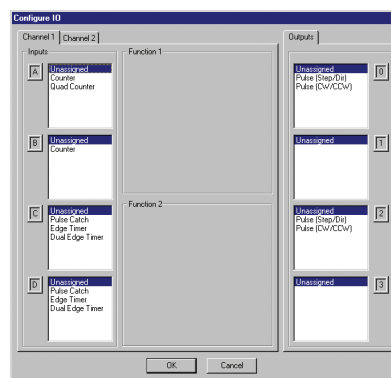 Configure IO
Channel 1 Channel 2
Inputs
A
Unassigned
Counter
Quad Counter
B
Unassigned
Counter
C
Unassigned
Pulse Catch
Edge Timer
Dual Edge Timer
D
Unassigned
Pulse Catch
Edge Timer
Dual Edge Timer
Function 1
Function 2
Outputs
Unassigned
Pulse (Step/Dir)
Pulse (CW/CCW)
0
Unassigned
1
Unassigned
Pulse (Step/Dir)
Pulse (CW/CCW)
2
Unassigned
3
OK Cancel